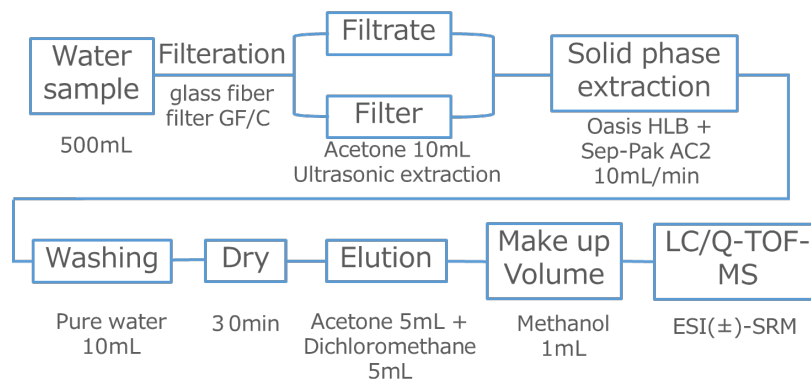 Water
sample
500mL
Filteration
glass fiber
filter GF/C
Filtrate
Filter
Acetone 10mL
Ultrasonic extraction
Solid phase
extraction
Oasis HLB +
Sep-Pak AC2
10mL/min
Washing
Pure water
10mL
Dry
30min
Elution
Acetone 5mL +
Dichloromethane
5mL
Make up
Volume
Methanol
1mL
LC/Q-TOF-
MS
ESI(±)-SRM